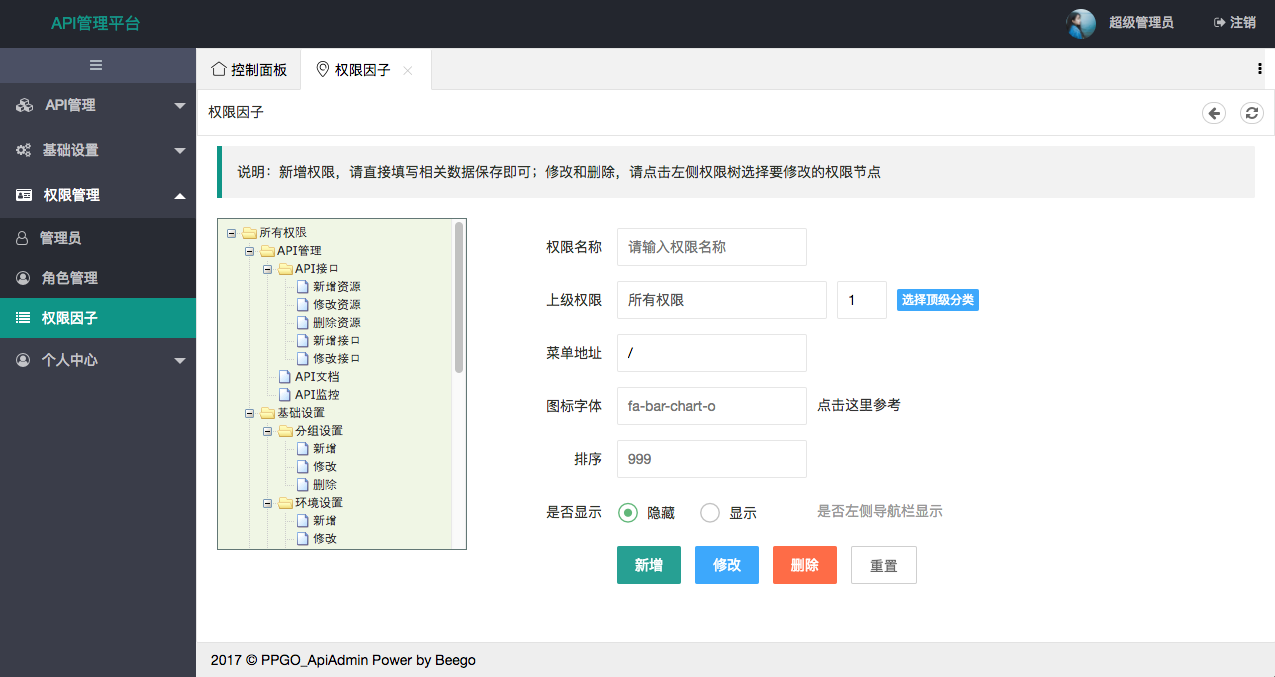 API管理平台
超级管理员
注销
控制面板
权限因子
API管理
基础设置
权限管理
管理员
角色管理
权限因子
个人中心
权限因子
说明：新增权限，请直接填写相关数据保存即可；修改和删除，请点击左侧权限树选择要修改的权限节点
所有权限
API管理
API接口
新增资源
修改资源
删除资源
新增接口
修改接口
API文档
API监控
基础设置
分组设置
新增
修改
删除
环境设置
新增
修改
权限名称 请输入权限名称
上级权限 所有权限 1 选择顶级分类
菜单地址 /
图标字体 fa-bar-chart-o 点击这里参考
排序 999
是否显示 隐藏 显示 是否左侧导航栏显示
新增 修改 删除 重置
2017 © PPGO_ApiAdmin Power by Beego